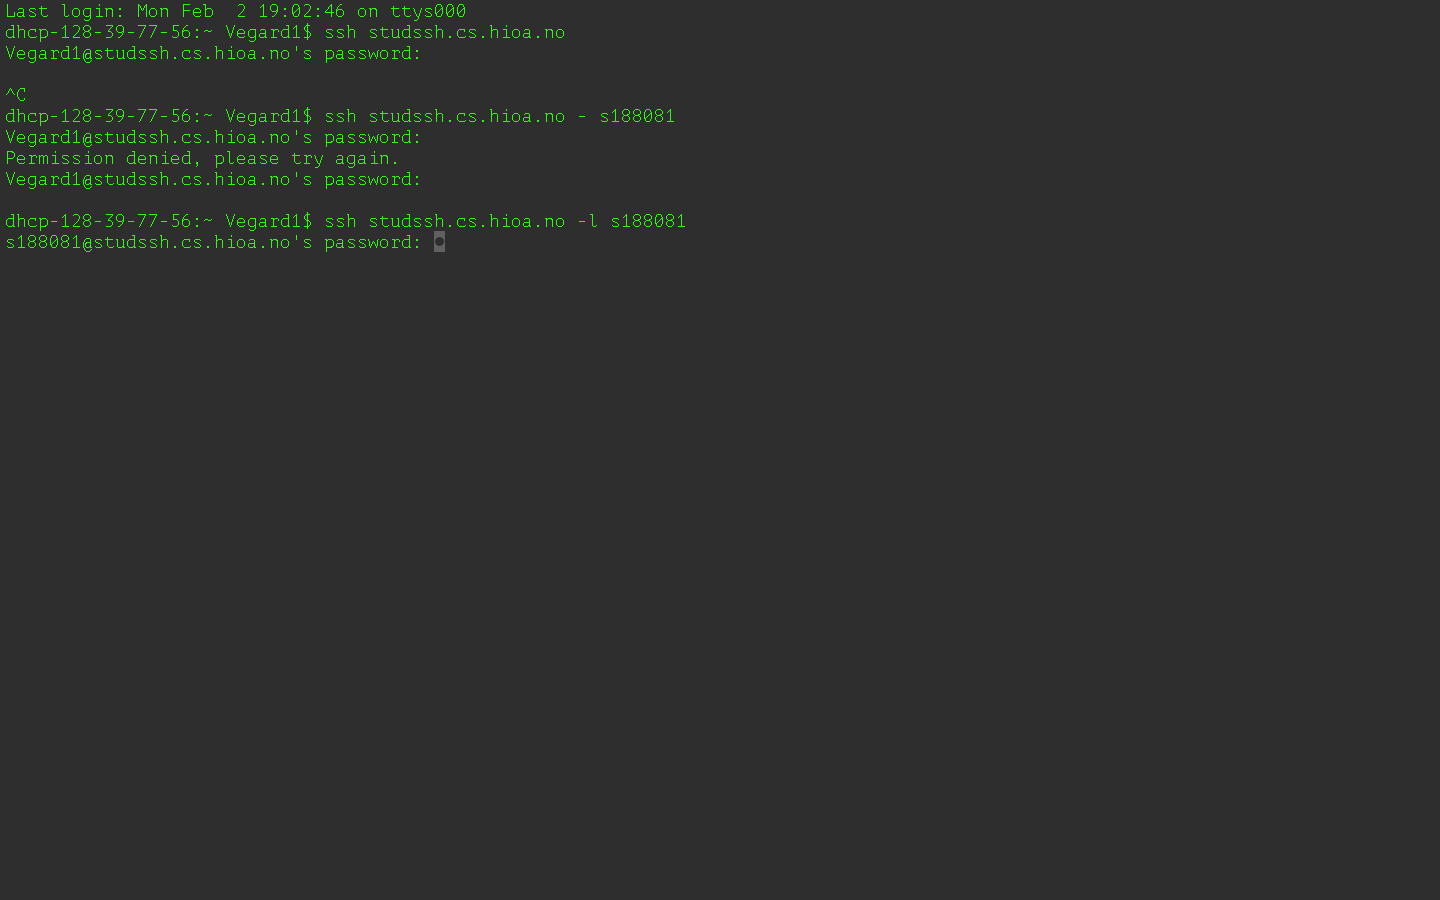 Last login: Mon Feb  2 19:02:46 on ttys000
dhcp-128-39-77-56:~ Vegard1$ ssh studssh.cs.hioa.no
Vegard1@studssh.cs.hioa.no's password:
^C
dhcp-128-39-77-56:~ Vegard1$ ssh studssh.cs.hioa.no - s188081
Vegard1@studssh.cs.hioa.no's password:
Permission denied, please try again.
Vegard1@studssh.cs.hioa.no's password:
dhcp-128-39-77-56:~ Vegard1$ ssh studssh.cs.hioa.no -l s188081
s188081@studssh.cs.hioa.no's password: